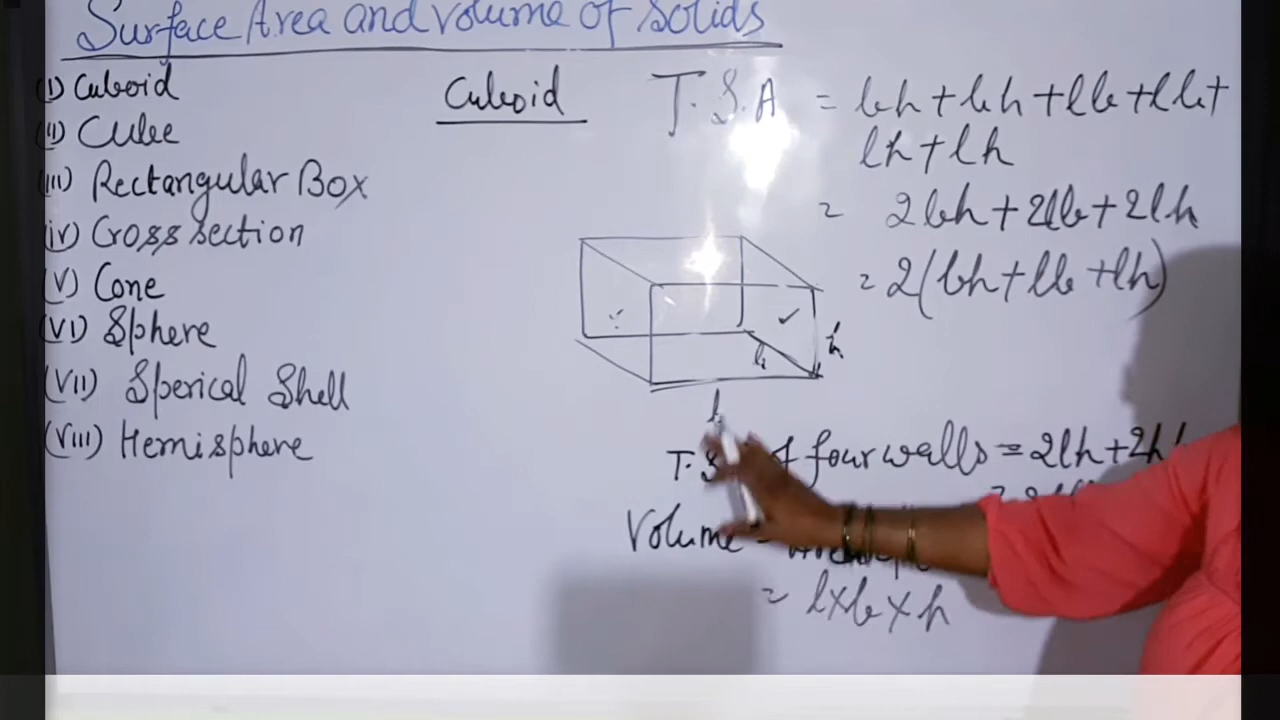 Surface Area and volume of Solids
(I) Cuboid
(II) Cube
(III) Rectangular Box
(iv) Cross section
(V) Cone
(VI) Sphere
(VII) Sperical Shell
(VIII) Hemisphere
Cuboid
T.S.A = bh + bh + lb + lb +
lh + lh
= 2bh + 2lb + 2lh
= 2(bh + lb + lh)
b
h
l
T.S of four walls = 2lh + 2h
Volume =
= l×b×h